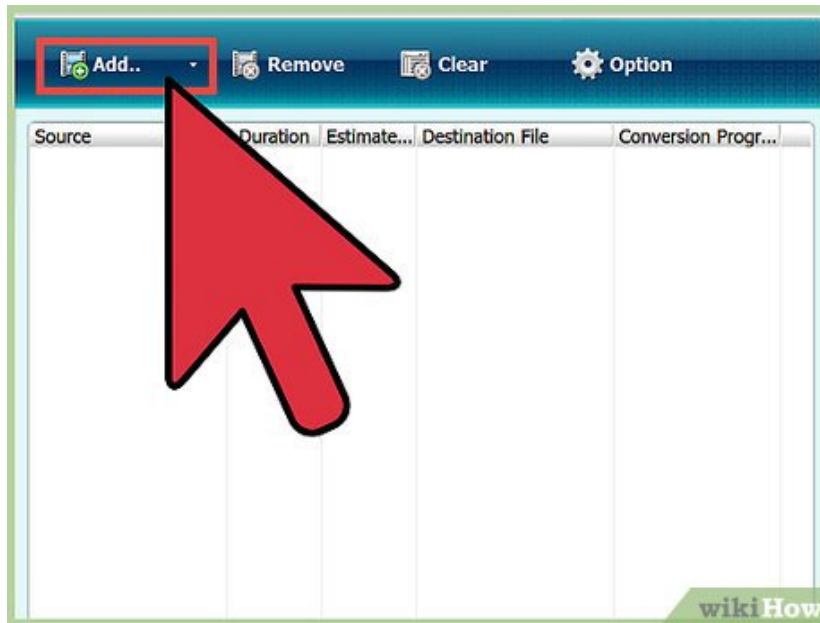 Add.. Remove Clear Option
Source Duration Estimate... Destination File Conversion Progr...
wikiHow